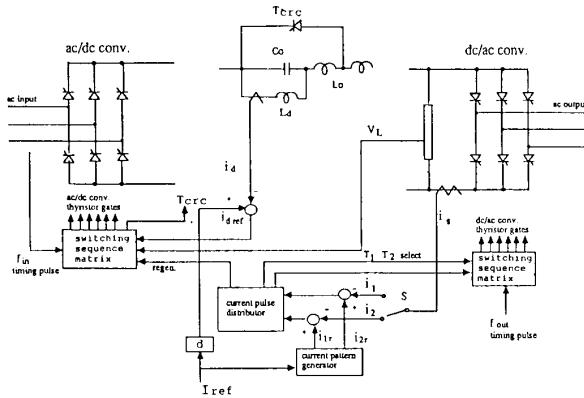 Tcrc
ac/dc conv.
Co
dc/ac conv.
Lo
ac input
Ld
ac output
VL
id
ac/dc conv.
thyristor gates
Tcrc
id ref
is
dc/ac conv.
thyristor gates
switching
sequence
matrix
fin
timing pulse
regen.
T1 T2 select
switching
sequence
matrix
current pulse
distributor
i1
i2
S
fout
timing pulse
d
i1r
i2r
current pattern
generator
Iref